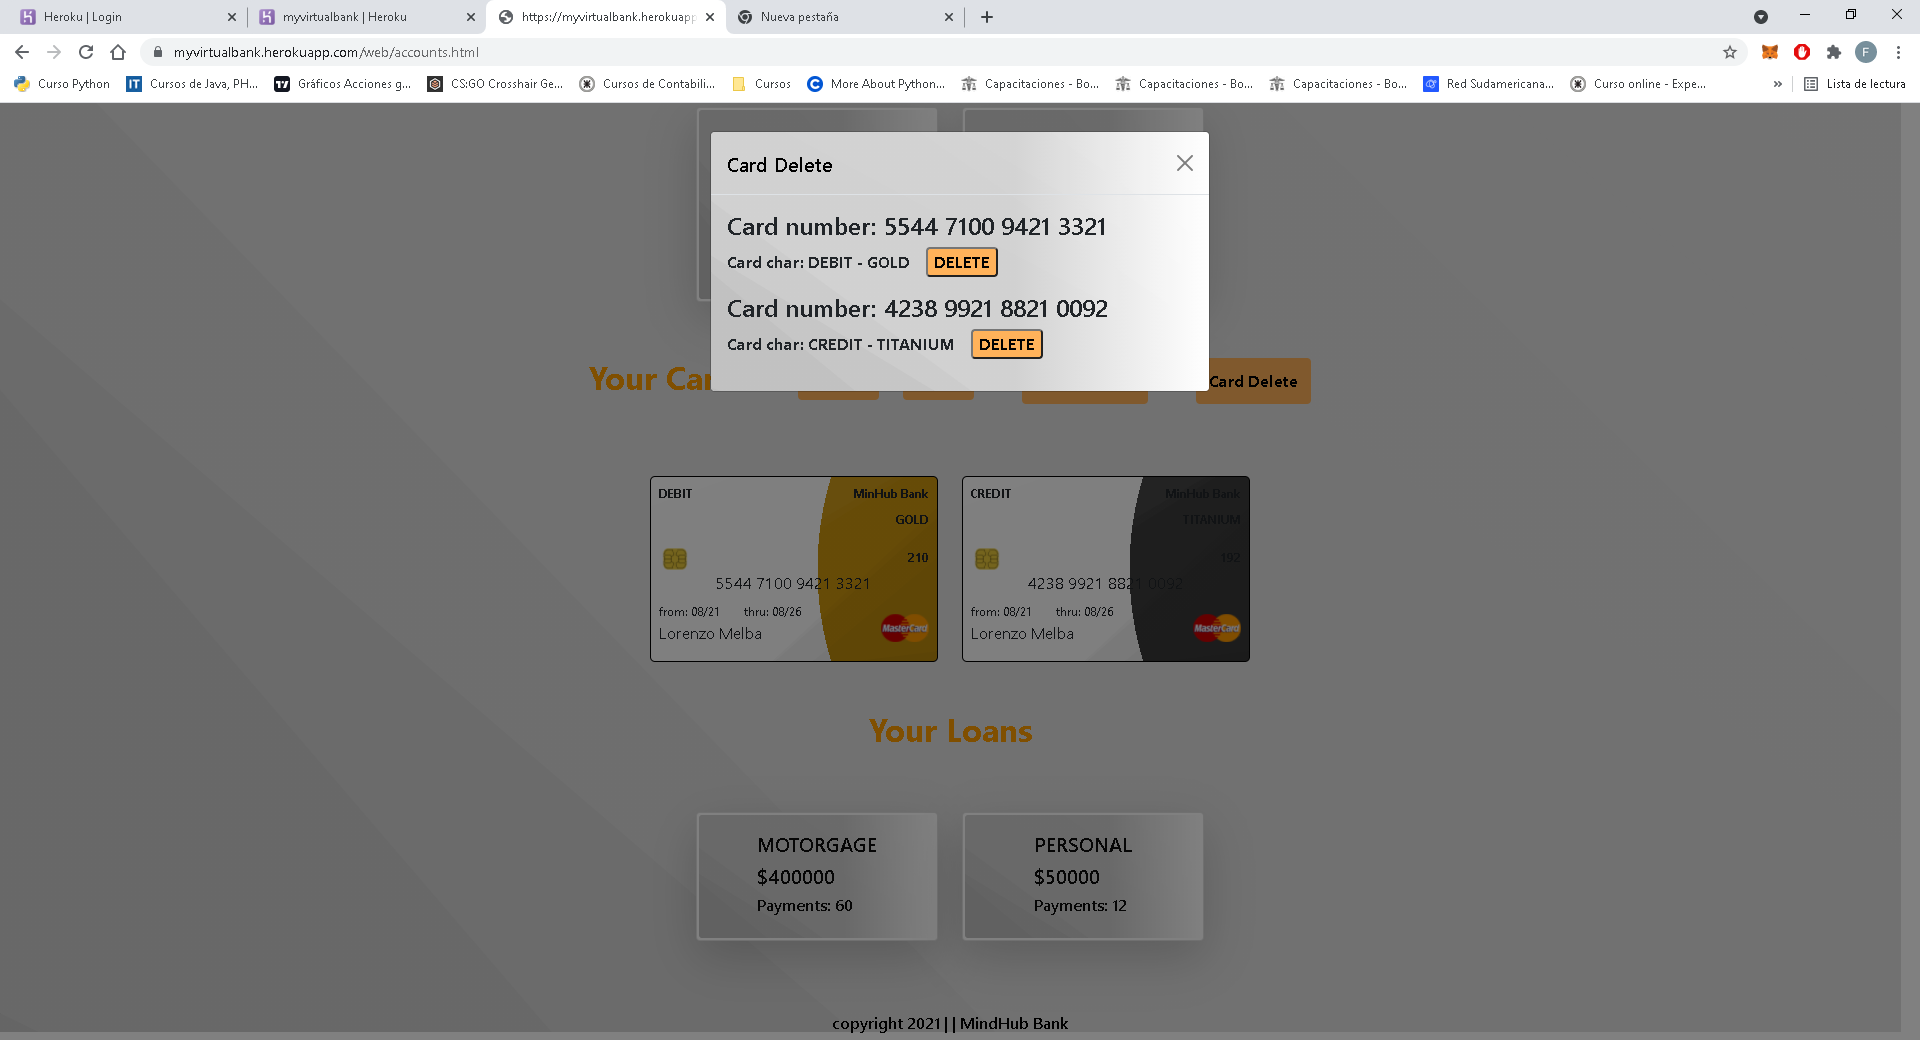 Heroku | Login
myvirtualbank | Heroku
https://myvirtualbank.herokuapp
Nueva pestaña
myvirtualbank.herokuapp.com/web/accounts.html
Curso Python
Cursos de Java, PH...
Gráficos Acciones g...
CS:GO Crosshair Ge...
Cursos de Contabili...
Cursos
More About Python...
Capacitaciones - Bo...
Capacitaciones - Bo...
Capacitaciones - Bo...
Red Sudamericana...
Curso online - Expe...
»
Lista de lectura
Card Delete
Card number: 5544 7100 9421 3321
Card char: DEBIT - GOLD DELETE
Card number: 4238 9921 8821 0092
Card char: CREDIT - TITANIUM DELETE
Your Car
Card Delete
DEBIT
MinHub Bank
GOLD
210
5544 7100 9421 3321
from: 08/21 thru: 08/26
Lorenzo Melba
MasterCard
CREDIT
MinHub Bank
TITANIUM
192
4238 9921 8821 0092
from: 08/21 thru: 08/26
Lorenzo Melba
MasterCard
Your Loans
MOTORGAGE
$400000
Payments: 60
PERSONAL
$50000
Payments: 12
copyright 2021|| MindHub Bank